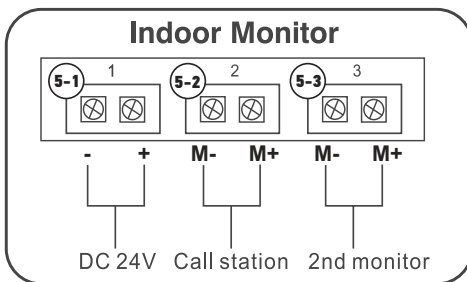 Indoor Monitor
5-1 1 5-2 2 5-3 3
- + M- M+ M- M+
DC 24V Call station 2nd monitor